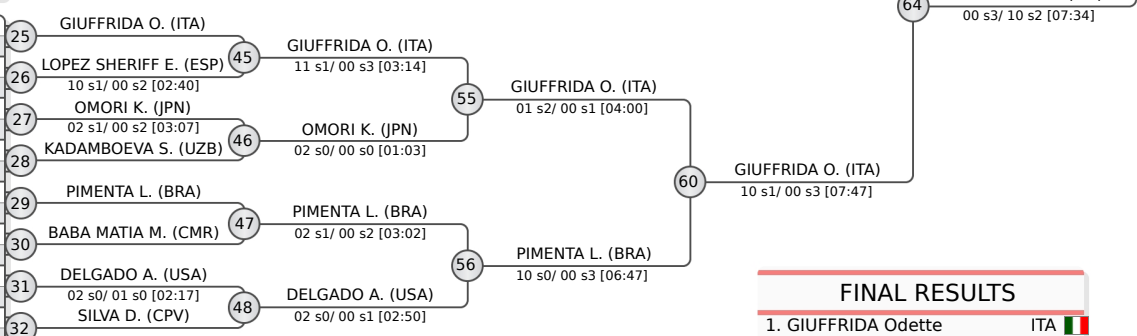 64
00 s3/ 10 s2 [07:34]
GIUFFRIDA O. (ITA)
25
45
GIUFFRIDA O. (ITA)
11 s1/ 00 s3 [03:14]
26
LOPEZ SHERIFF E. (ESP)
10 s1/ 00 s2 [02:40]
55
GIUFFRIDA O. (ITA)
01 s2/ 00 s1 [04:00]
27
OMORI K. (JPN)
02 s1/ 00 s2 [03:07]
46
OMORI K. (JPN)
02 s0/ 00 s0 [01:03]
28
KADAMBOEVA S. (UZB)
60
GIUFFRIDA O. (ITA)
10 s1/ 00 s3 [07:47]
29
PIMENTA L. (BRA)
47
PIMENTA L. (BRA)
02 s1/ 00 s2 [03:02]
30
BABA MATIA M. (CMR)
56
PIMENTA L. (BRA)
10 s0/ 00 s3 [06:47]
31
DELGADO A. (USA)
02 s0/ 01 s0 [02:17]
48
DELGADO A. (USA)
02 s0/ 00 s1 [02:50]
32
SILVA D. (CPV)
FINAL RESULTS
1. GIUFFRIDA Odette ITA